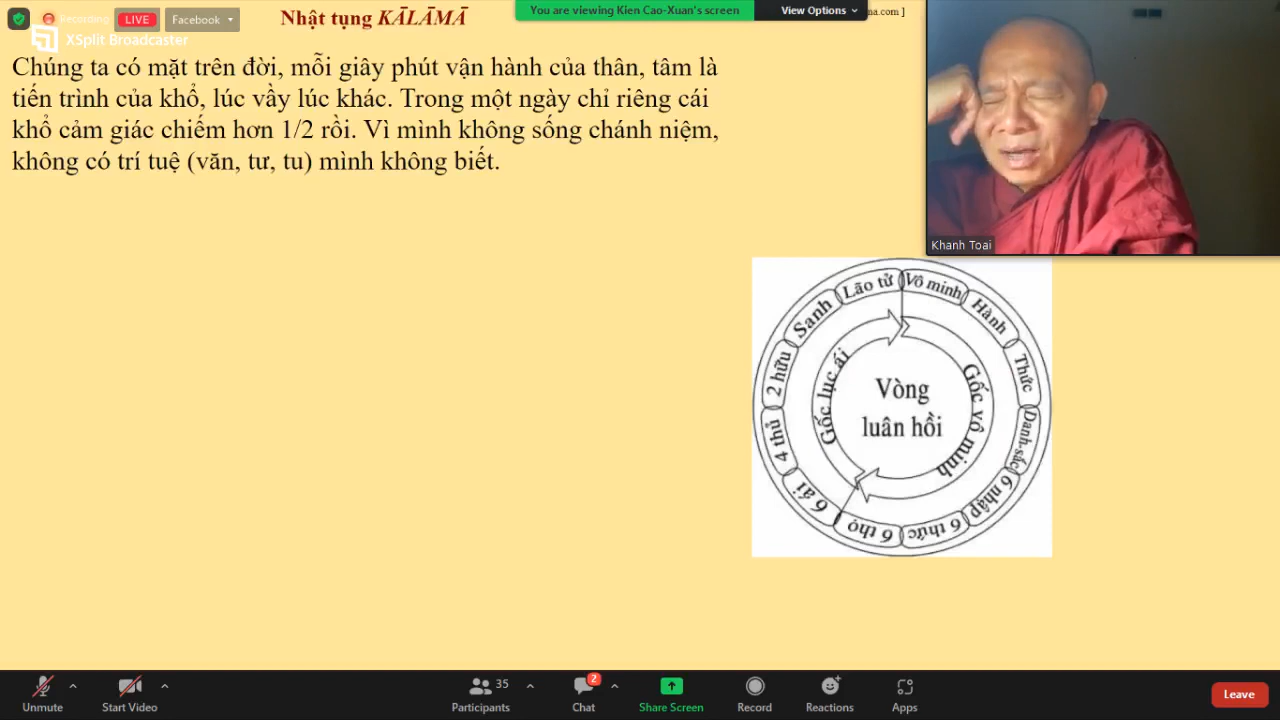 Recording
LIVE
Facebook
XSplit Broadcaster
Nhật tụng KĀLĀMĀ
You are viewing Kien Cao-Xuan's screen
View Options
ma.com ]
Chúng ta có mặt trên đời, mỗi giây phút vận hành của thân, tâm là
tiến trình của khổ, lúc vầy lúc khác. Trong một ngày chỉ riêng cái
khổ cảm giác chiếm hơn 1/2 rồi. Vì mình không sống chánh niệm,
không có trí tuệ (văn, tư, tu) mình không biết.
Khanh Toai
Vô minh
Hành
Thức
Danh-sắc
6 nhập
6 thức
6 thọ
6 ái
4 thủ
2 hữu
Sanh
Lão tử
Gốc vô minh
Gốc lục ái
Vòng
luân hồi
Unmute
Start Video
35
Participants
2
Chat
Share Screen
Record
Reactions
Apps
Leave